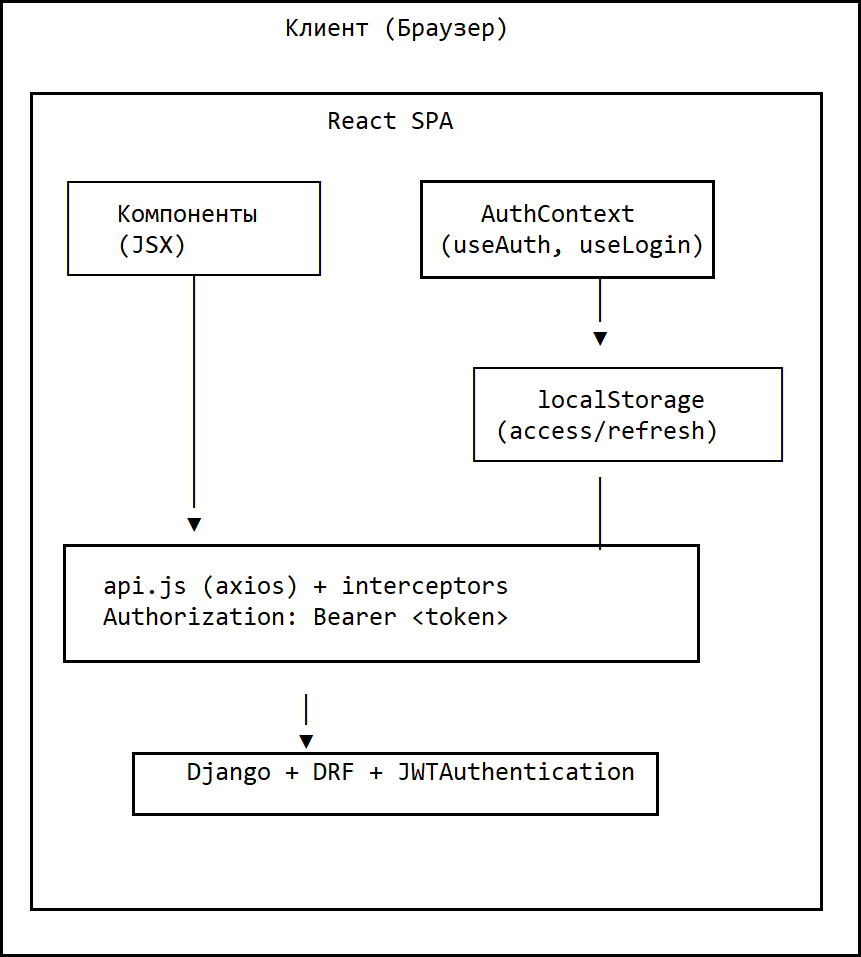 Клиент (Браузер)
React SPA
Компоненты
(JSX)
AuthContext
(useAuth, useLogin)
localStorage
(access/refresh)
api.js (axios) + interceptors
Authorization: Bearer <token>
Django + DRF + JWTAuthentication